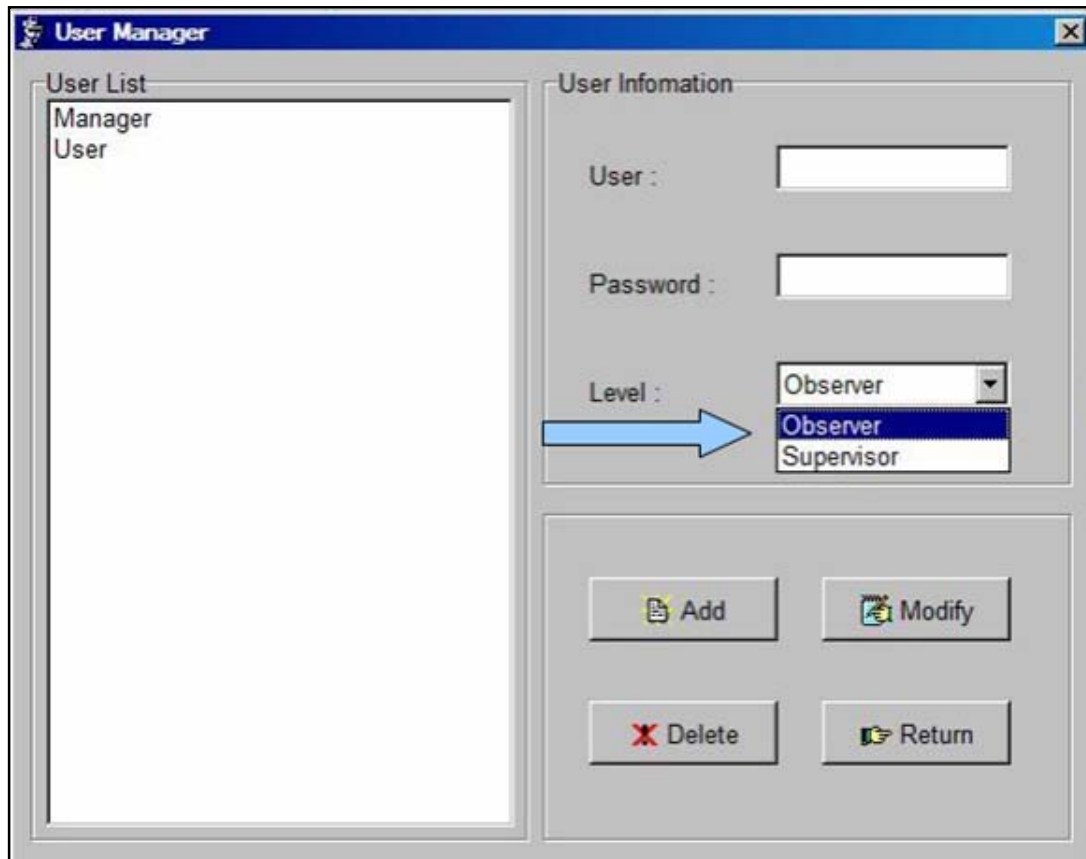 User Manager
User List
Manager
User
User Infomation
User :
Password :
Level :
Observer
Observer
Supervisor
Add
Modify
Delete
Return